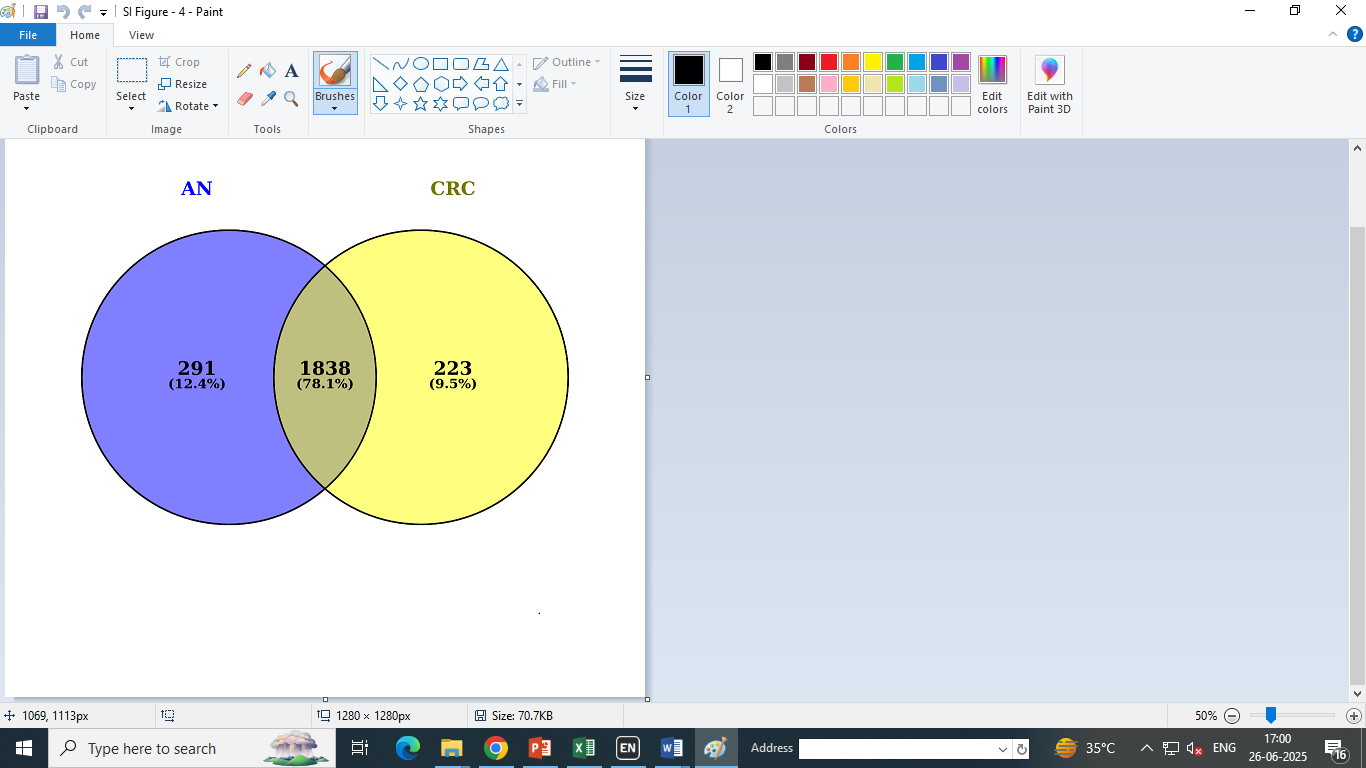 SI Figure - 4 - Paint
File Home View
Paste Cut Copy
Clipboard
Select Crop Resize Rotate
Image
Tools
A
Brushes
Outline Fill
Shapes
Size
Color 1 Color 2
Edit colors
Colors
Edit with Paint 3D
AN CRC
291 1838 223
(12.4%) (78.1%) (9.5%)
1069, 1113px 1280 × 1280px Size: 70.7KB 50%
Type here to search
EN
Address
35°C
ENG
17:00
26-06-2025
16